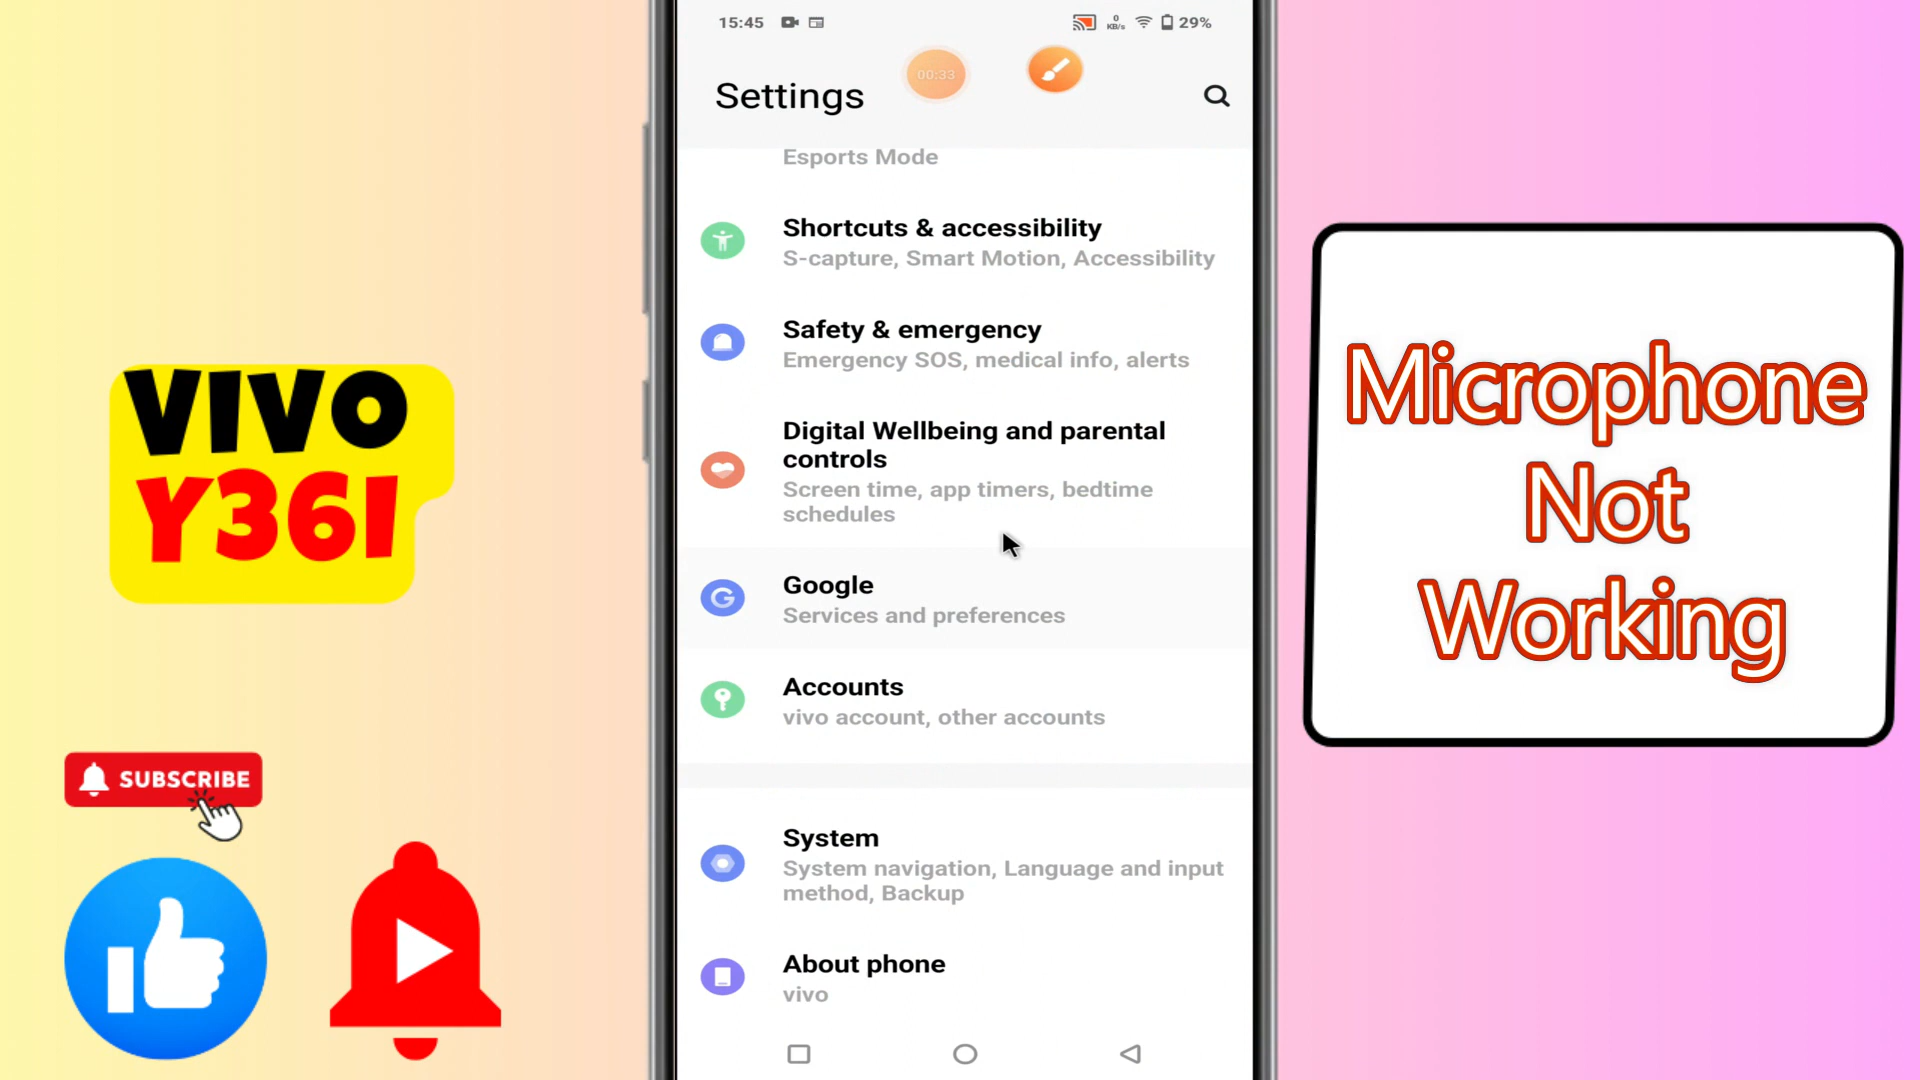 15:45
0 KB/s 29%
00:33
Settings
Esports Mode
Shortcuts & accessibility
S-capture, Smart Motion, Accessibility
Safety & emergency
Emergency SOS, medical info, alerts
Digital Wellbeing and parental
controls
Screen time, app timers, bedtime
schedules
Google
Services and preferences
Accounts
vivo account, other accounts
System
System navigation, Language and input
method, Backup
About phone
vivo
VIVO
Y36I
SUBSCRIBE
Microphone
Not
Working